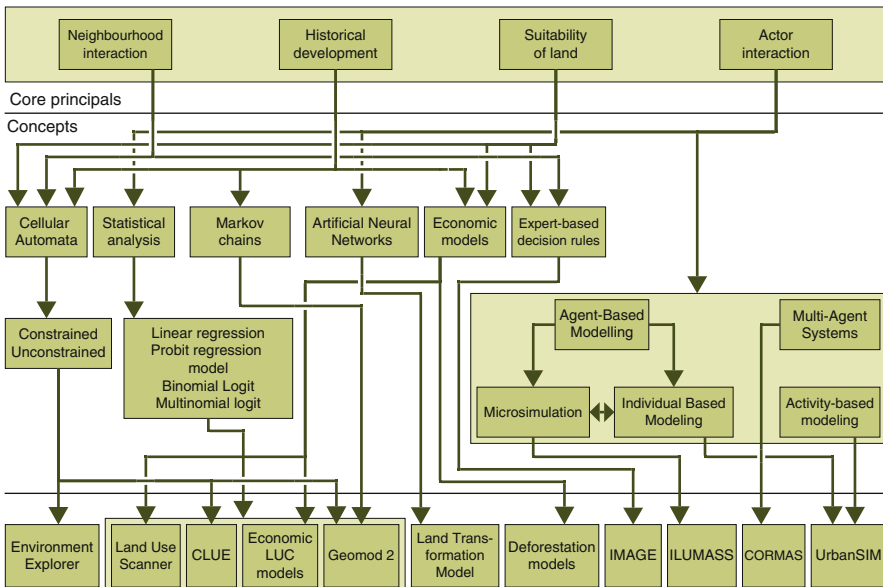 Neighbourhood
interaction
Historical
development
Suitability
of land
Actor
interaction
Core principals
Concepts
Cellular
Automata
Statistical
analysis
Markov
chains
Artificial Neural
Networks
Economic
models
Expert-based
decision rules
Constrained
Unconstrained
Linear regression
Probit regression
model
Binomial Logit
Multinomial logit
Agent-Based
Modelling
Multi-Agent
Systems
Microsimulation
Individual Based
Modeling
Activity-based
modeling
Environment
Explorer
Land Use
Scanner
CLUE
Economic
LUC
models
Geomod 2
Land Trans-
formation
Model
Deforestation
models
IMAGE
ILUMASS
CORMAS
UrbanSIM